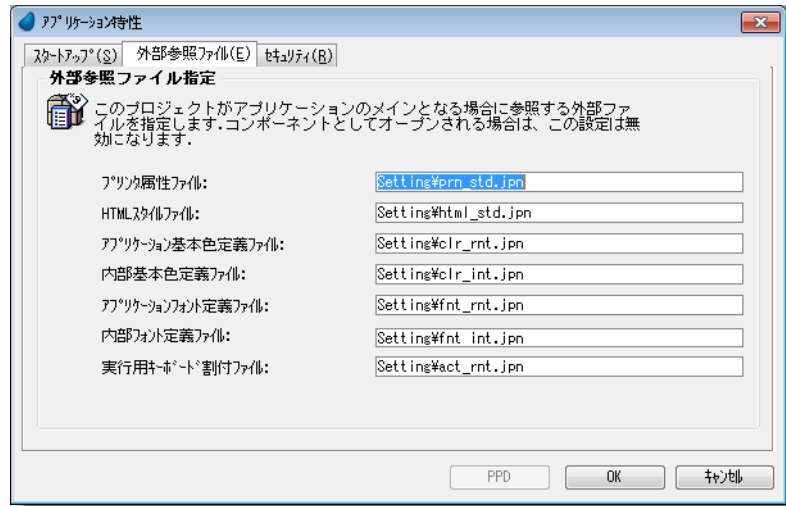 ｱﾌﾟﾘｹｰｼｮﾝ特性
ｽﾀｰﾄｱｯﾌﾟ(S) 外部参照ﾌｧｲﾙ(E) ｾｷｭﾘﾃｨ(R)
外部参照ファイル指定
このプロジェクトがアプリケーションのメインとなる場合に参照する外部ファ
イルを指定します.コンポーネントとしてオープンされる場合は、この設定は無
効になります.
ﾌﾟﾘﾝﾀ属性ﾌｧｲﾙ: Setting¥prn_std.jpn
HTMLｽﾀｲﾙﾌｧｲﾙ: Setting¥html_std.jpn
ｱﾌﾟﾘｹｰｼｮﾝ基本色定義ﾌｧｲﾙ: Setting¥clr_rnt.jpn
内部基本色定義ﾌｧｲﾙ: Setting¥clr_int.jpn
ｱﾌﾟﾘｹｰｼｮﾝﾌｫﾝﾄ定義ﾌｧｲﾙ: Setting¥fnt_rnt.jpn
内部ﾌｫﾝﾄ定義ﾌｧｲﾙ: Setting¥fnt_int.jpn
実行用ｷｰﾎﾞｰﾄﾞ割付ﾌｧｲﾙ: Setting¥act_rnt.jpn
PPD OK ｷｬﾝｾﾙ